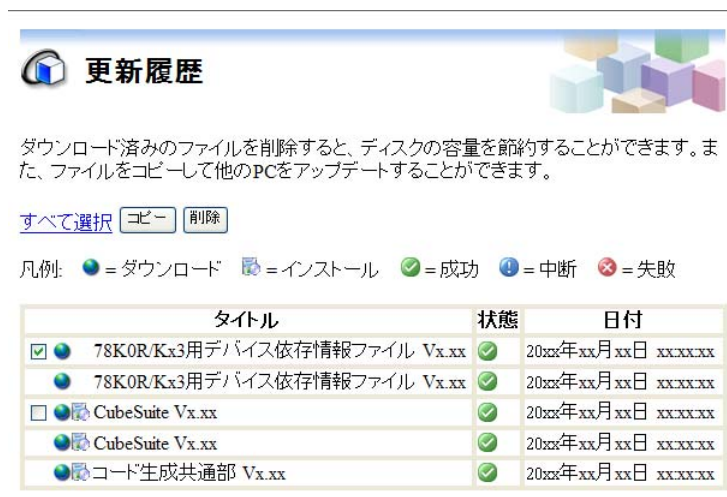 更新履歴
ダウンロード済みのファイルを削除すると、ディスクの容量を節約することができます。ま
た、ファイルをコピーして他のPCをアップデートすることができます。
すべて選択 コピー 削除
凡例: =ダウンロード =インストール =成功 =中断 =失敗
タイトル 状態 日付
78K0R/Kx3用デバイス依存情報ファイル Vx.xx 20xx年xx月xx日 xx:xx:xx
78K0R/Kx3用デバイス依存情報ファイル Vx.xx 20xx年xx月xx日 xx:xx:xx
CubeSuite Vx.xx 20xx年xx月xx日 xx:xx:xx
CubeSuite Vx.xx 20xx年xx月xx日 xx:xx:xx
コード生成共通部 Vx.xx 20xx年xx月xx日 xx:xx:xx